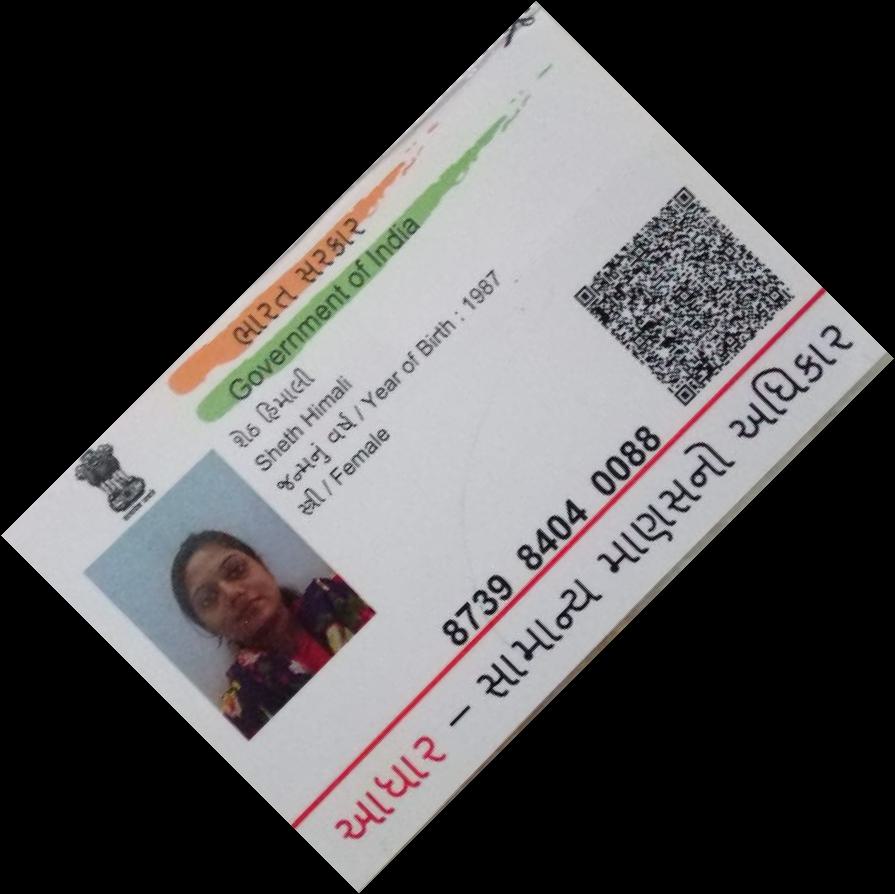 ભારત સરકાર
Government of India
શેઠ હિમાલી
Sheth Himali
જન્મનું વર્ષ / Year of Birth : 1987
સ્ત્રી / Female
8739 8404 0088
આધાર – સામાન્ય માણસનો અધિકાર